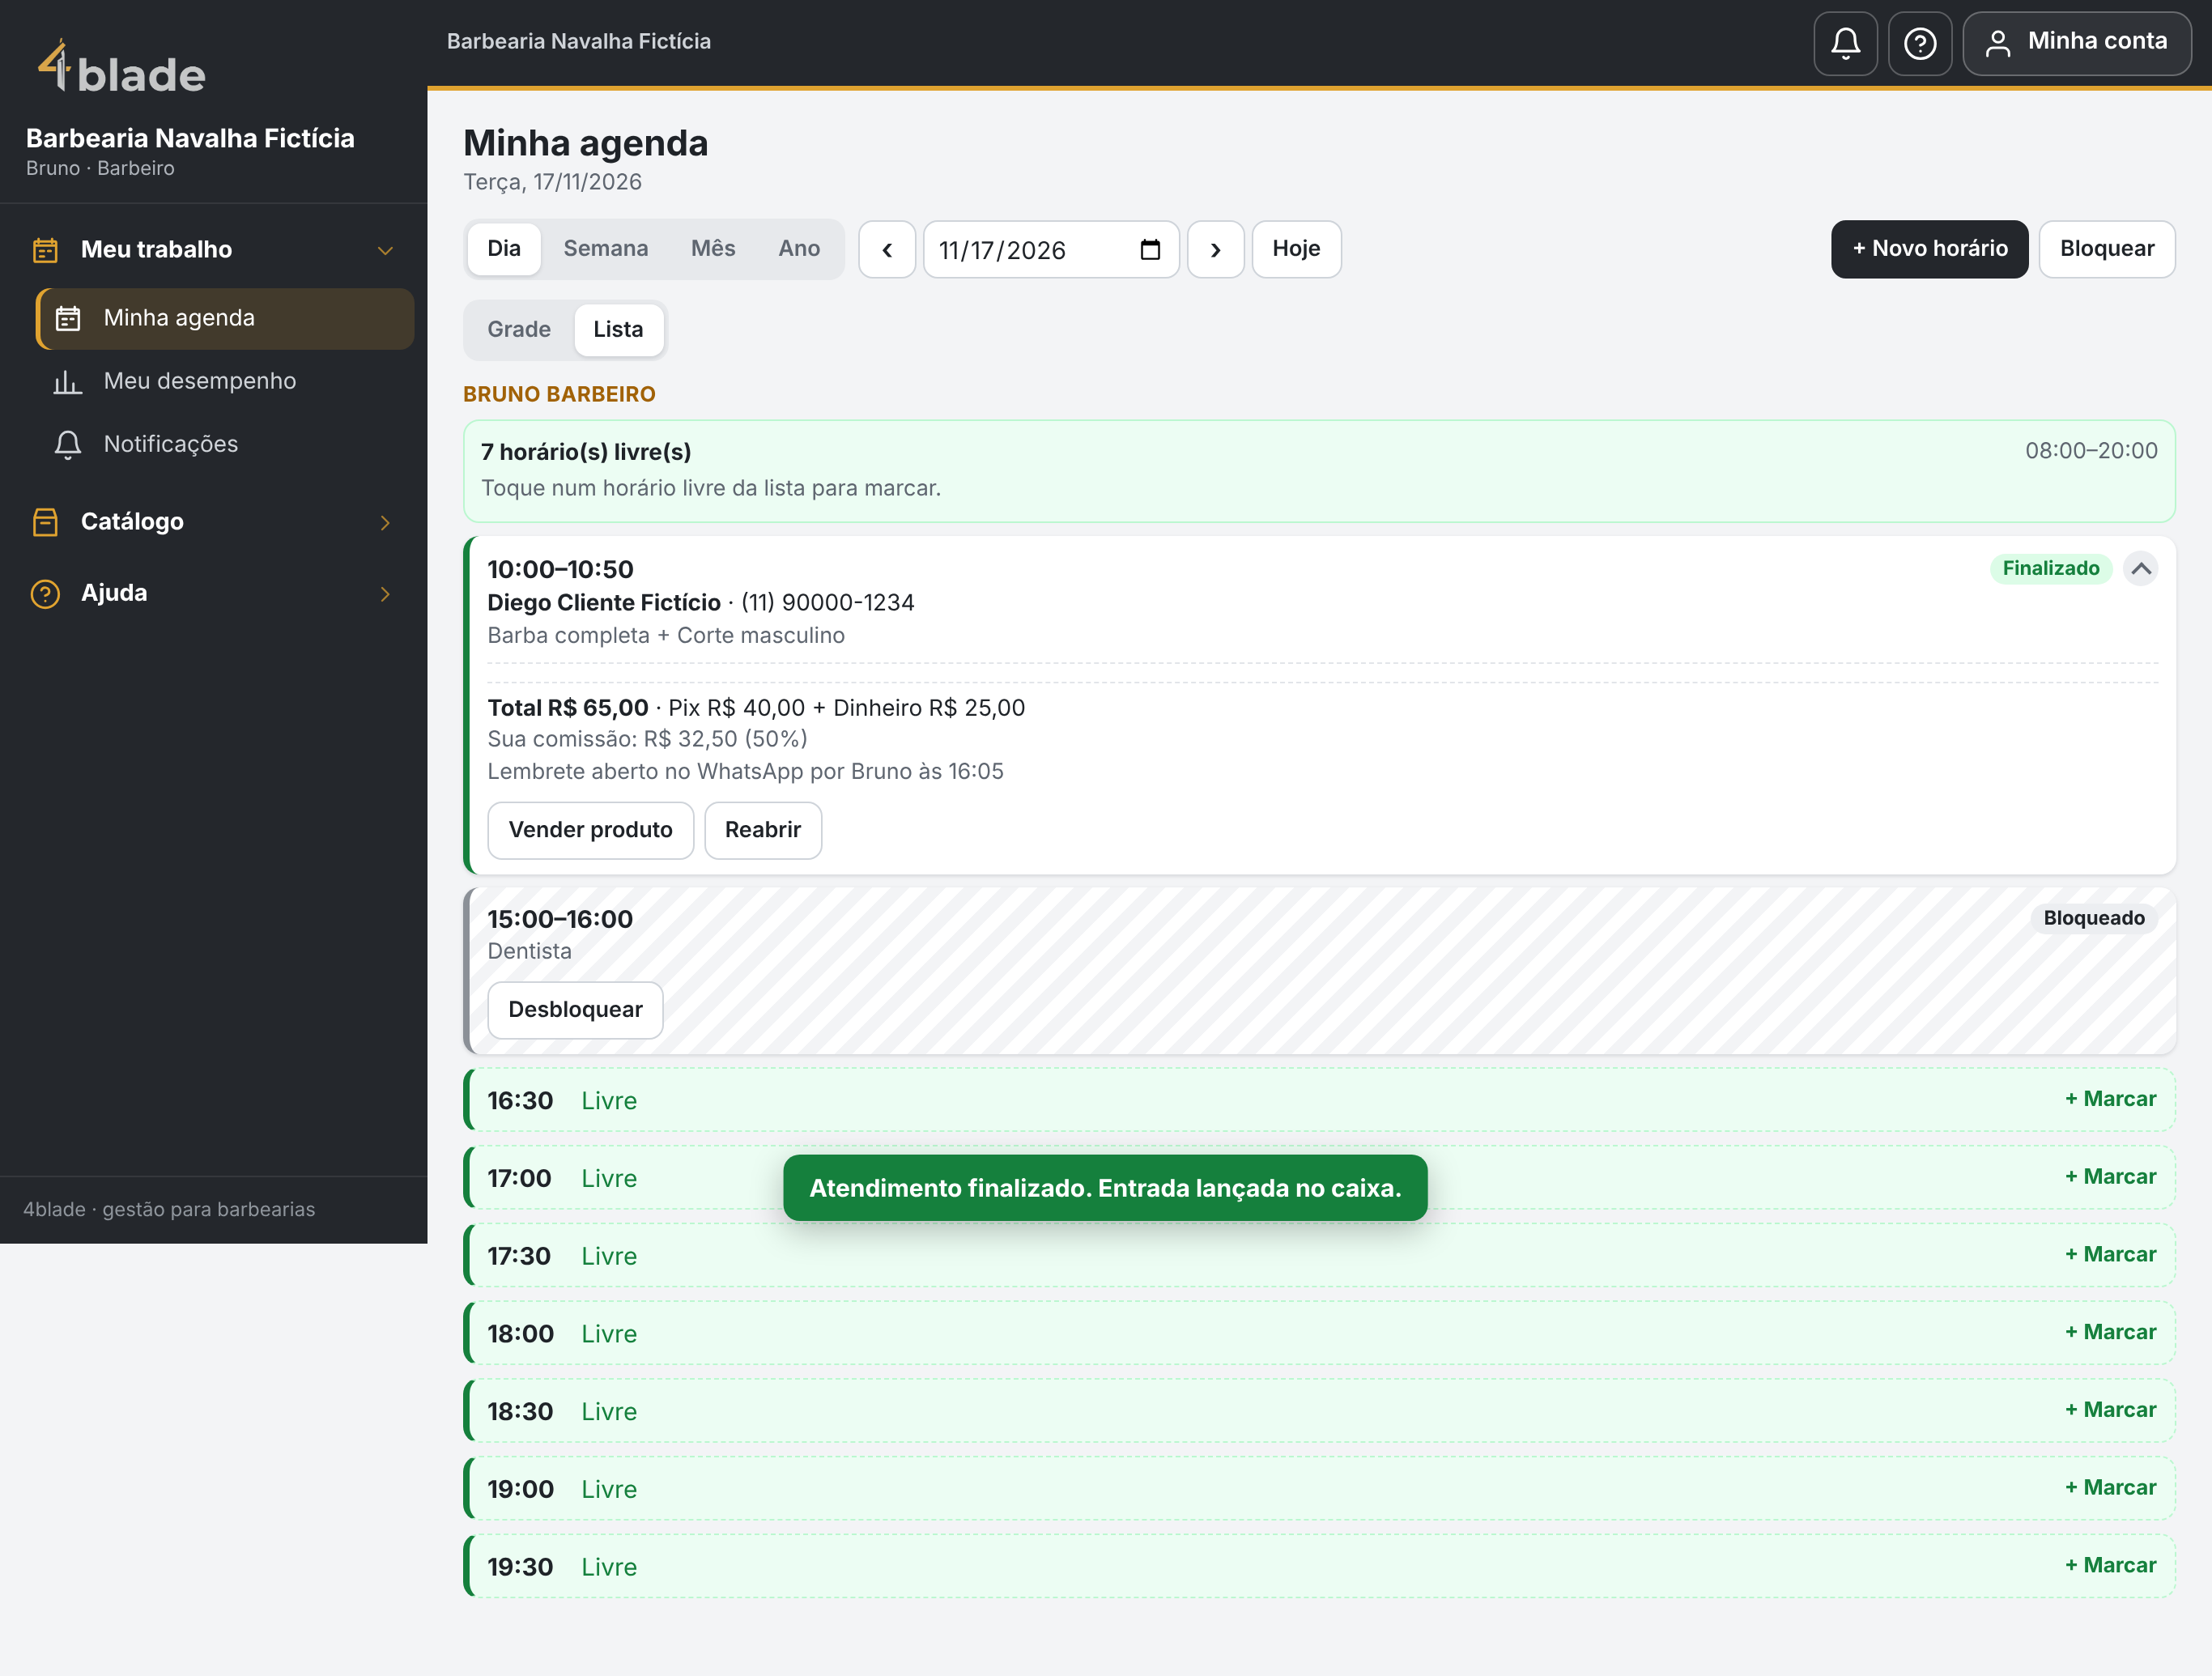 4blade
Barbearia Navalha Fictícia
Bruno · Barbeiro
Meu trabalho
Minha agenda
Meu desempenho
Notificações
Catálogo
Ajuda
4blade · gestão para barbearias
Barbearia Navalha Fictícia
Minha conta
Minha agenda
Terça, 17/11/2026
Dia Semana Mês Ano ‹ 11/17/2026 › Hoje + Novo horário Bloquear
Grade Lista
BRUNO BARBEIRO
7 horário(s) livre(s) 08:00–20:00
Toque num horário livre da lista para marcar.
10:00–10:50 Finalizado
Diego Cliente Fictício · (11) 90000-1234
Barba completa + Corte masculino
Total R$ 65,00 · Pix R$ 40,00 + Dinheiro R$ 25,00
Sua comissão: R$ 32,50 (50%)
Lembrete aberto no WhatsApp por Bruno às 16:05
Vender produto Reabrir
15:00–16:00 Bloqueado
Dentista
Desbloquear
16:30 Livre + Marcar
17:00 Livre + Marcar
Atendimento finalizado. Entrada lançada no caixa.
17:30 Livre + Marcar
18:00 Livre + Marcar
18:30 Livre + Marcar
19:00 Livre + Marcar
19:30 Livre + Marcar